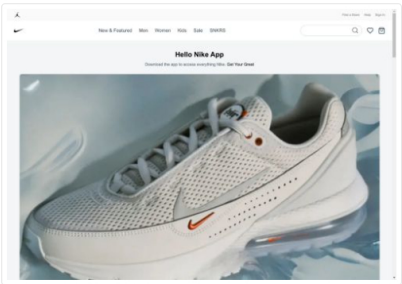 Find a Store Help Sign In
New & Featured Men Women Kids Sale SNKRS
Hello Nike App
Download the app to access everything Nike. Get Your Great